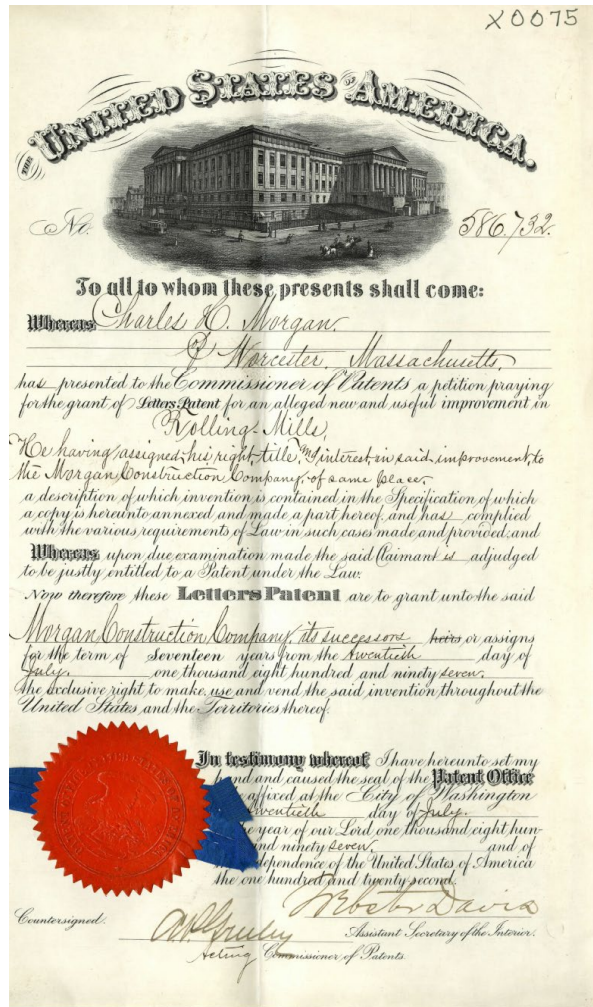 X0075
THE UNITED STATES OF AMERICA.
No. 586,732.
To all to whom these presents shall come:
Whereas Charles H. Morgan,
of Worcester, Massachusetts,
has presented to the Commissioner of Patents a petition praying
for the grant of Letters Patent for an alleged new and useful improvement in
Rolling-Mills,
He having assigned his right, title, and interest in said improvement, to
the Morgan Construction Company, of same place,
a description of which invention is contained in the Specification of which
a copy is hereunto annexed and made a part hereof, and has complied
with the various requirements of Law in such cases made and provided, and
Whereas upon due examination made the said Claimant is adjudged
to be justly entitled to a Patent under the Law.
Now therefore these Letters Patent are to grant unto the said
Morgan Construction Company, its successors heirs or assigns
for the term of Seventeen years from the twentieth day of
July, one thousand eight hundred and ninety seven,
the exclusive right to make, use and vend the said invention throughout the
United States and the Territories thereof.
In testimony whereof I have hereunto set my
hand and caused the seal of the Patent Office
affixed at the City of Washington
twentieth day of July,
the year of our Lord one thousand eight hun-
and ninety seven, and of
dependence of the United States of America
the one hundred and twenty second.
Webster Davis
Countersigned. Assistant Secretary of the Interior.
A. P. Greeley
Acting Commissioner of Patents.